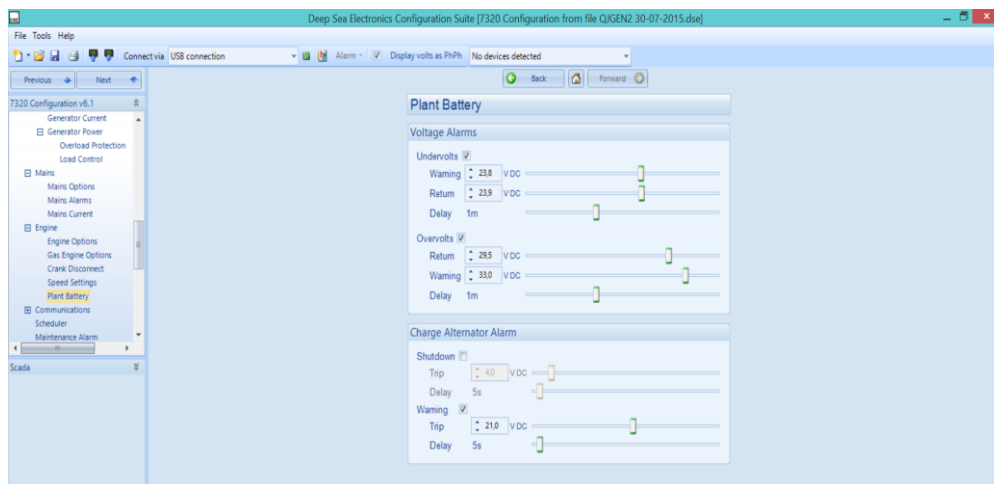 DSE
Deep Sea Electronics Configuration Suite [7320 Configuration from file QJGEN2 30-07-2015.dse]
File Tools Help
Connect via USB connection Alarm Display volts as PhPh No devices detected
Previous Next
Back Forward
7320 Configuration v6.1
Generator Current
Generator Power
Overload Protection
Load Control
Mains
Mains Options
Mains Alarms
Mains Current
Engine
Engine Options
Gas Engine Options
Crank Disconnect
Speed Settings
Plant Battery
Communications
Scheduler
Maintenance Alarm
Scada
Plant Battery
Voltage Alarms
Undervolts
Warning 23,8 V DC
Return 23,9 V DC
Delay 1m
Overvolts
Return 29,5 V DC
Warning 33,0 V DC
Delay 1m
Charge Alternator Alarm
Shutdown
Trip 4,0 V DC
Delay 5s
Warning
Trip 21,0 V DC
Delay 5s